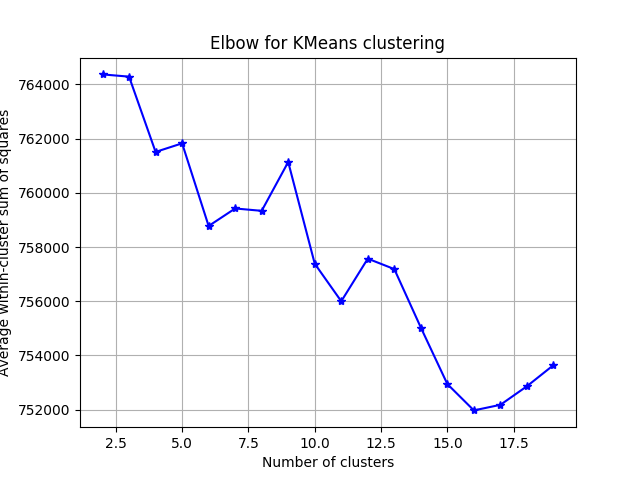 Elbow for KMeans clustering
Average within-cluster sum of squares
764000
762000
760000
758000
756000
754000
752000
2.5 5.0 7.5 10.0 12.5 15.0 17.5
Number of clusters